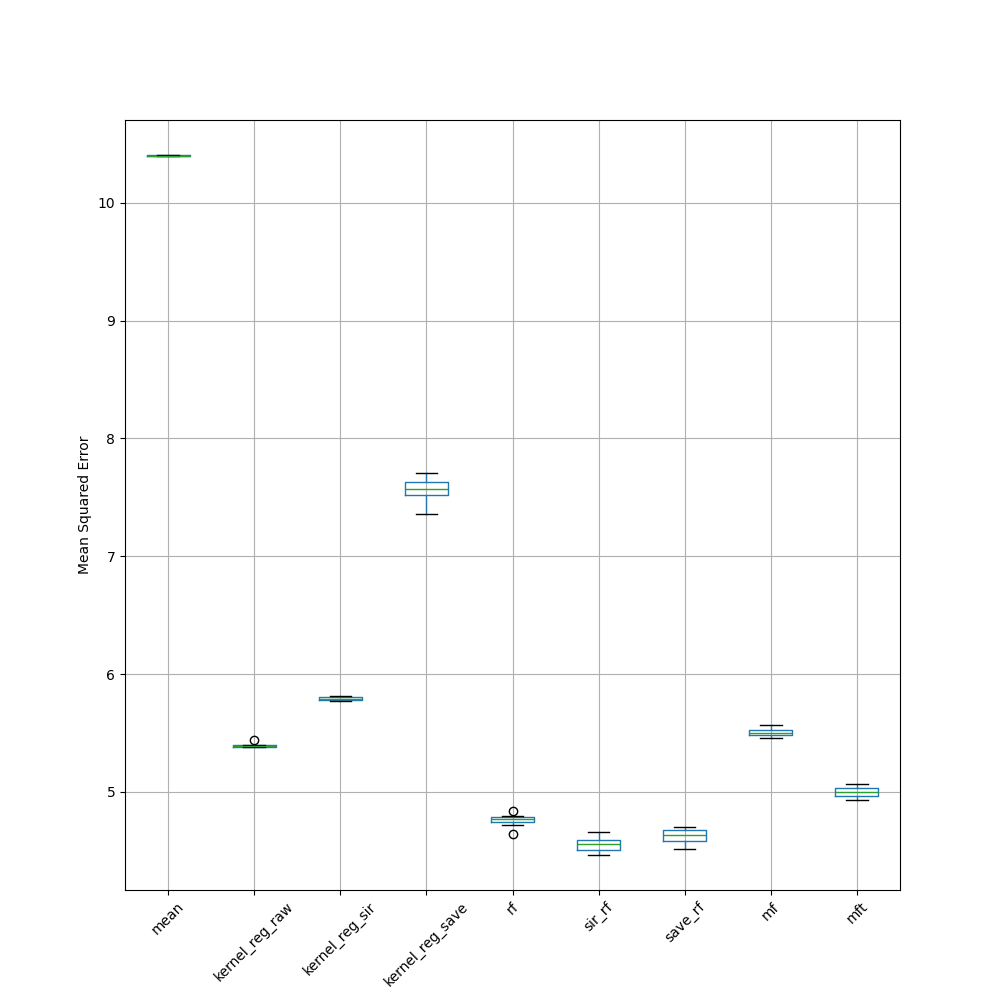 10
9
8
7
6
5
Mean Squared Error
mean
kernel_reg_raw
kernel_reg_sir
kernel_reg_save
rf
sir_rf
save_rf
mf
mft